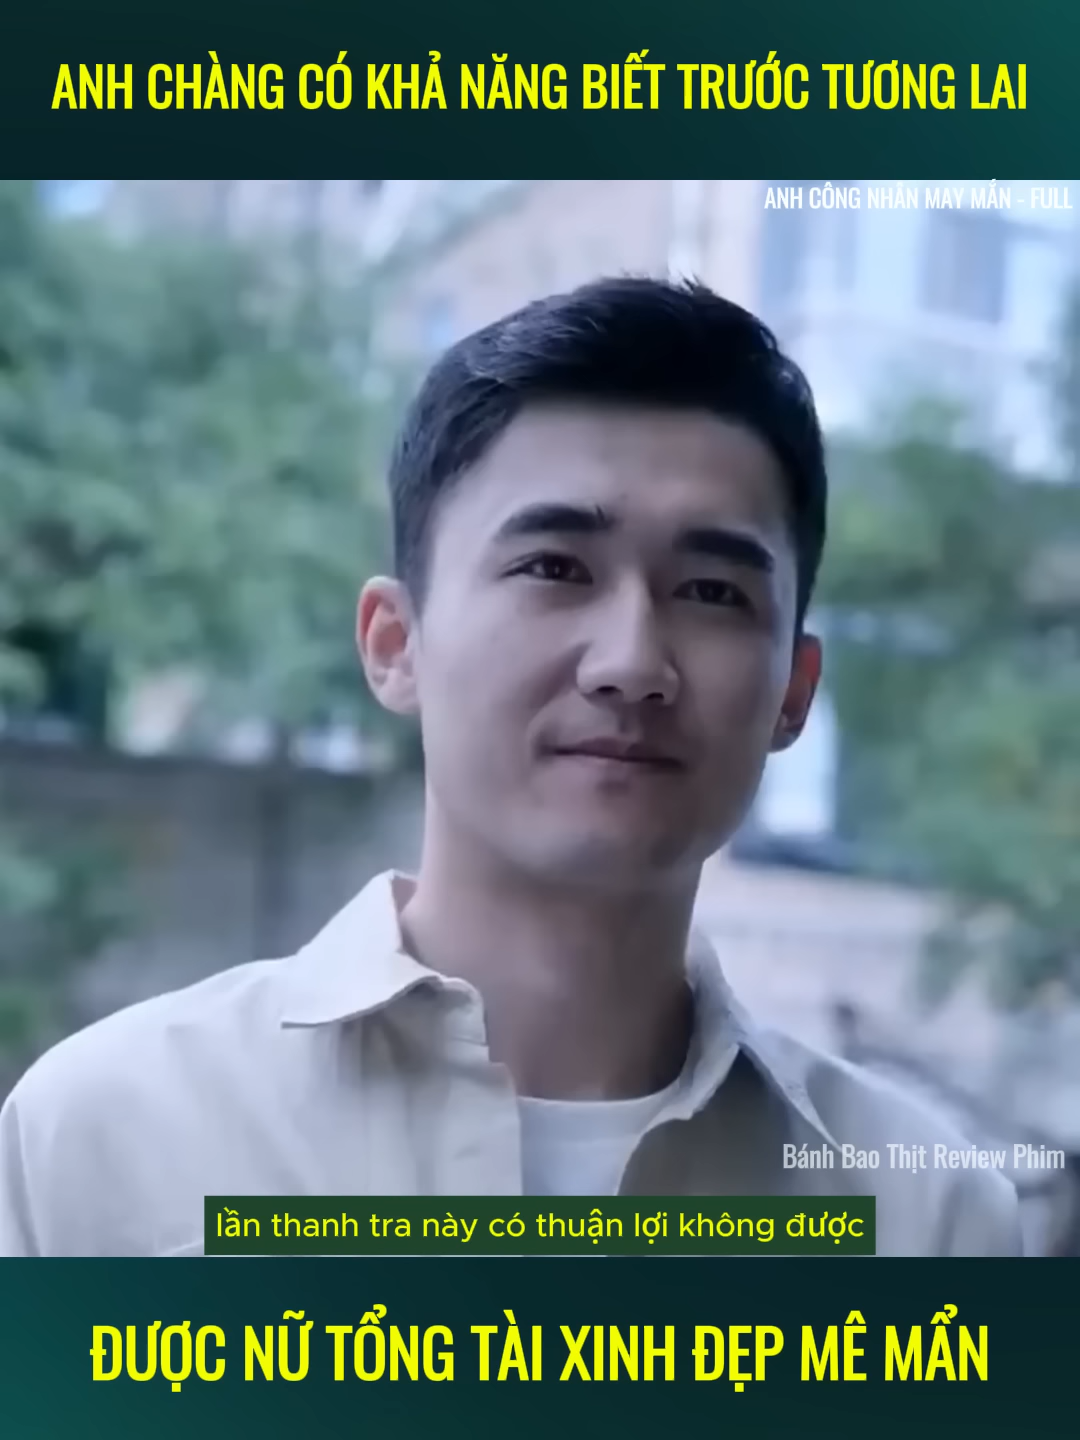 ANH CHÀNG CÓ KHẢ NĂNG BIẾT TRƯỚC TƯƠNG LAI
ANH CÔNG NHÂN MAY MẮN - FULL
Bánh Bao Thịt Review Phim
lần thanh tra này có thuận lợi không được
ĐƯỢC NỮ TỔNG TÀI XINH ĐẸP MÊ MẨN